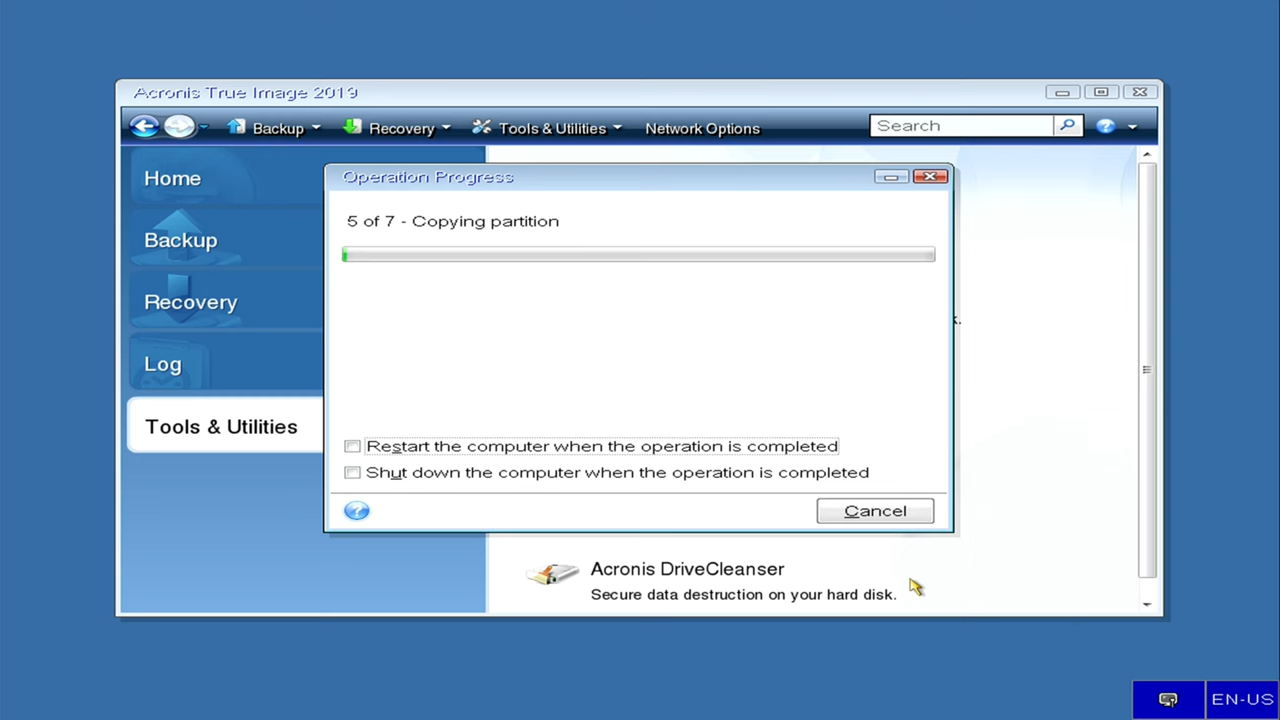 Acronis True Image 2019
Backup Recovery Tools & Utilities Network Options Search
Home
Backup
Recovery
Log
Tools & Utilities
Operation Progress
5 of 7 - Copying partition
k.
Restart the computer when the operation is completed
Shut down the computer when the operation is completed
Cancel
Acronis DriveCleanser
Secure data destruction on your hard disk.
EN-US